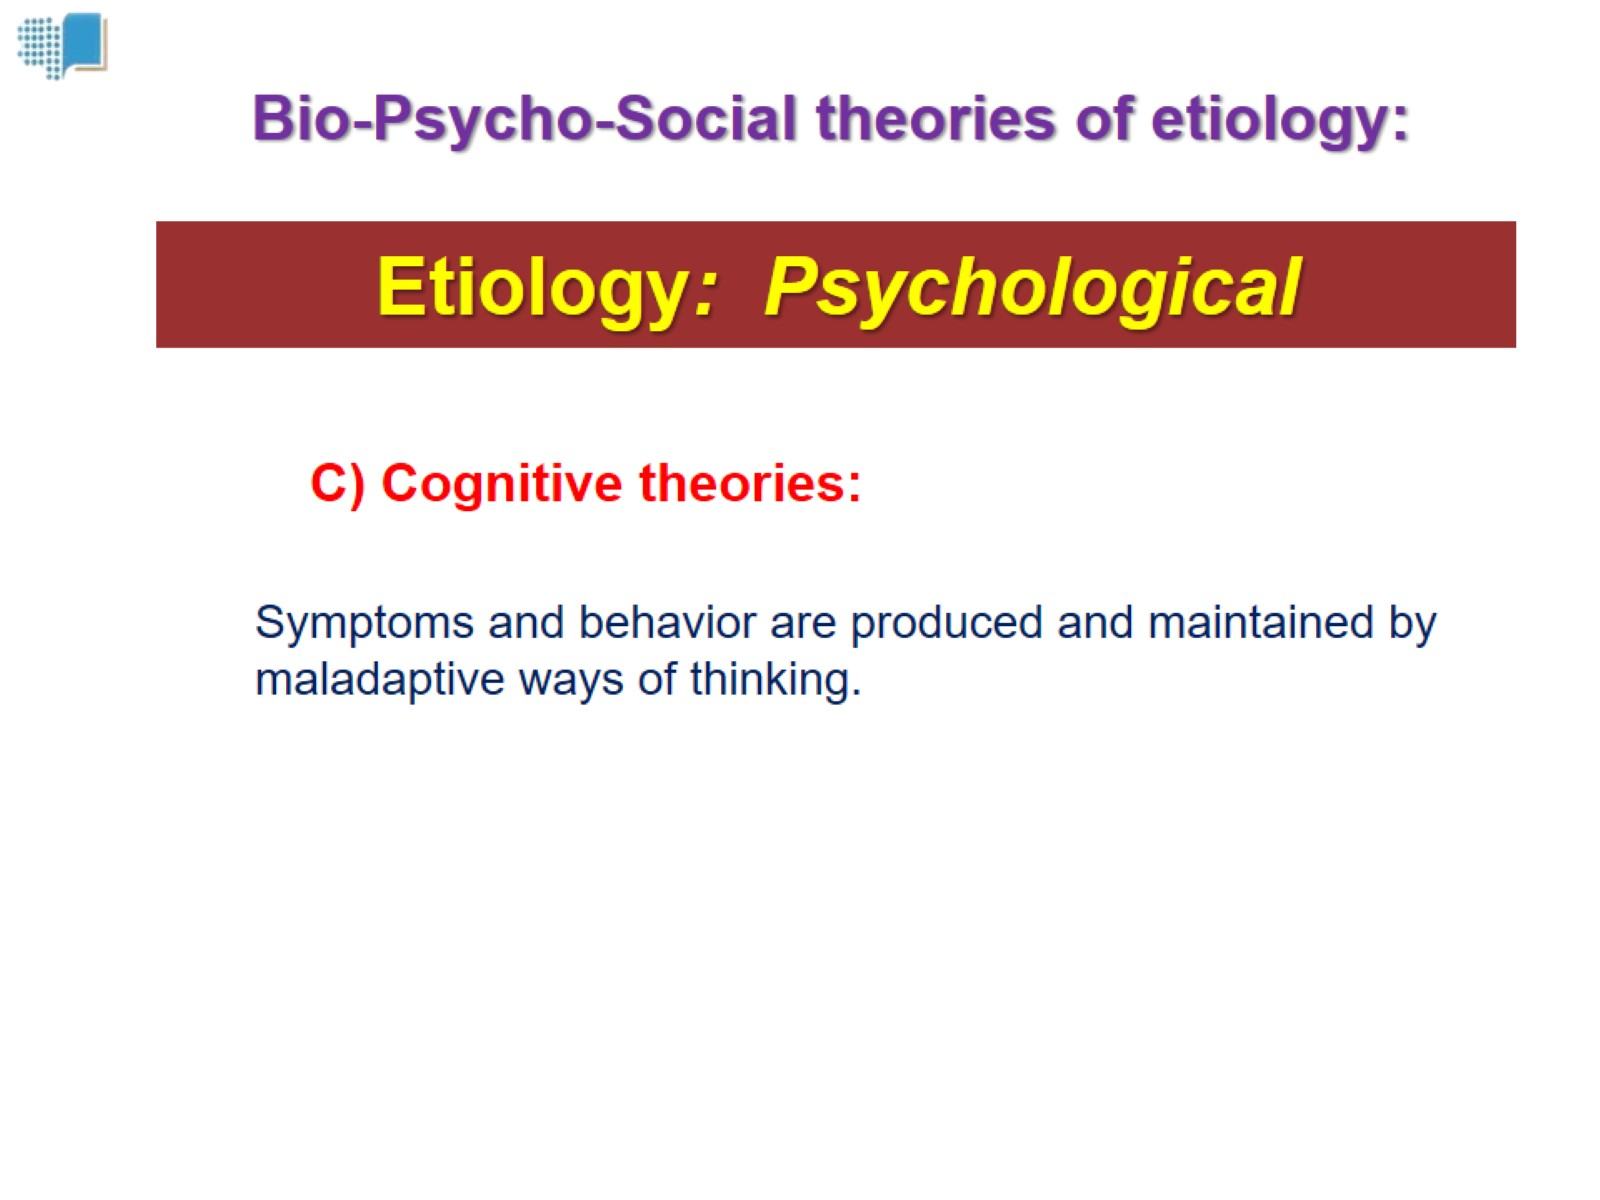 Bio-Psycho-Social theories of etiology:
Etiology: Psychological
C) Cognitive theories:
Symptoms and behavior are produced and maintained by
maladaptive ways of thinking.